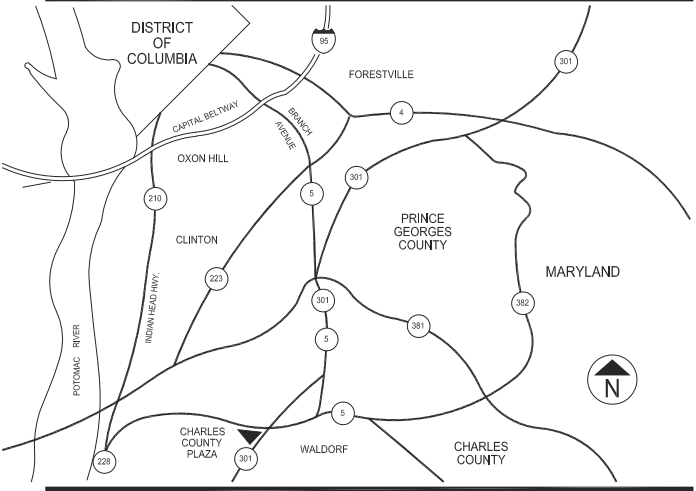 DISTRICT
OF
COLUMBIA
95
FORESTVILLE
301
CAPITAL BELTWAY
BRANCH
AVENUE
4
OXON HILL
210
5
301
PRINCE
GEORGES
COUNTY
CLINTON
MARYLAND
223
INDIAN HEAD HWY.
301
382
381
5
POTOMAC RIVER
N
5
CHARLES
COUNTY
PLAZA
WALDORF
CHARLES
COUNTY
228
301